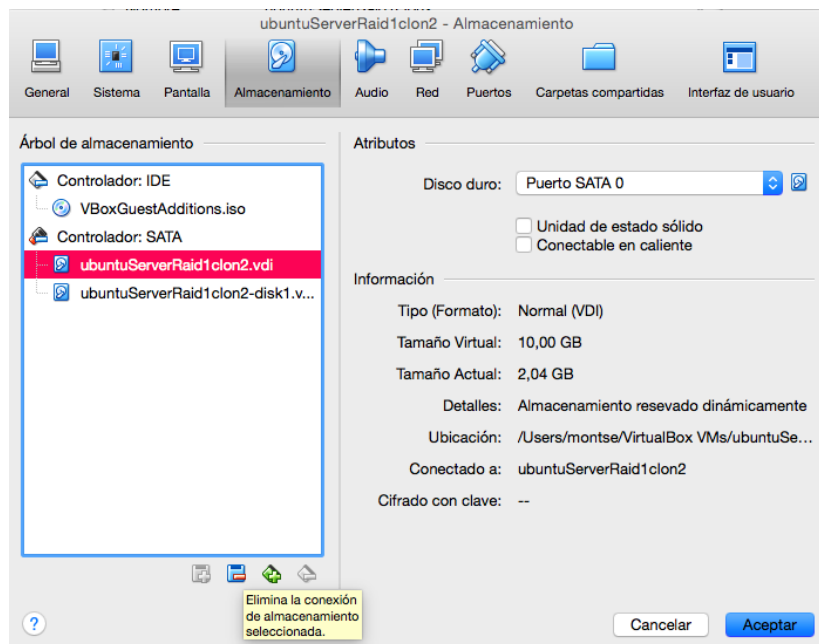 ubuntuServerRaid1clon2 - Almacenamiento
General Sistema Pantalla Almacenamiento Audio Red Puertos Carpetas compartidas Interfaz de usuario
Árbol de almacenamiento
Controlador: IDE
VBoxGuestAdditions.iso
Controlador: SATA
ubuntuServerRaid1clon2.vdi
ubuntuServerRaid1clon2-disk1.v...
Atributos
Disco duro: Puerto SATA 0
Unidad de estado sólido
Conectable en caliente
Información
Tipo (Formato): Normal (VDI)
Tamaño Virtual: 10,00 GB
Tamaño Actual: 2,04 GB
Detalles: Almacenamiento resevado dinámicamente
Ubicación: /Users/montse/VirtualBox VMs/ubuntuSe...
Conectado a: ubuntuServerRaid1clon2
Cifrado con clave: --
Elimina la conexión
de almacenamiento
seleccionada.
?
Cancelar Aceptar